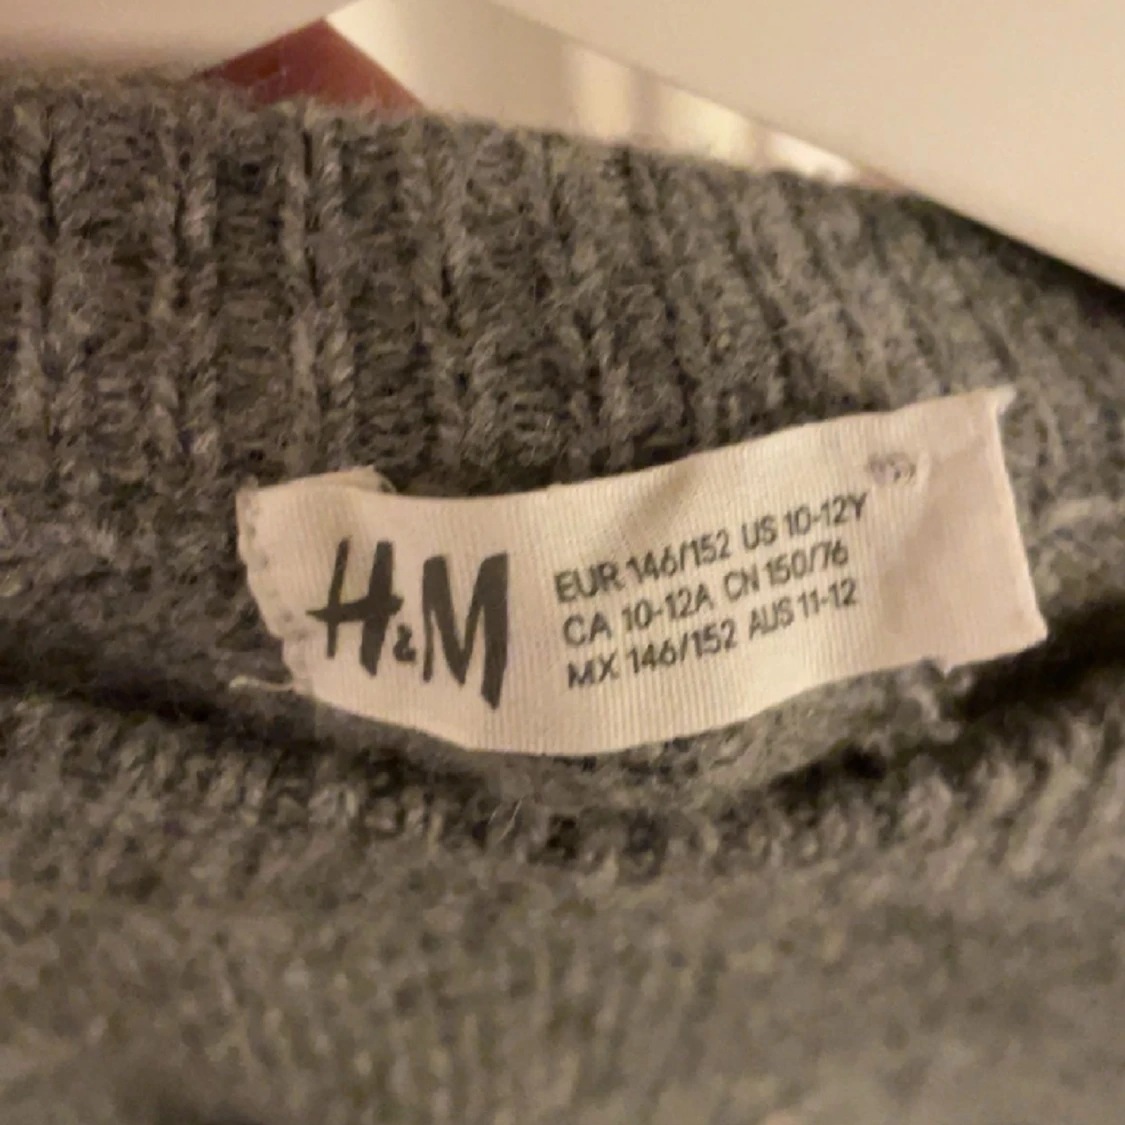 H&M
EUR 146/152 US 10-12Y
CA 10-12A CN 150/76
MX 146/152 AUS 11-12